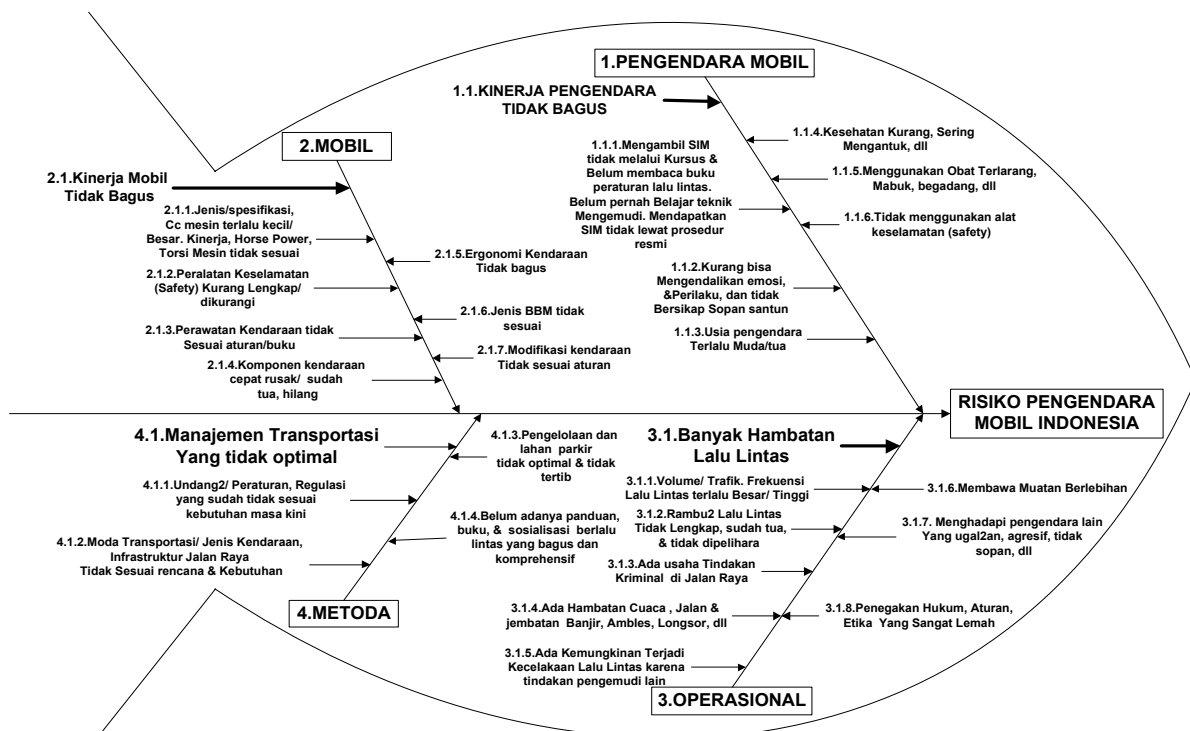 1.PENGENDARA MOBIL
1.1.KINERJA PENGENDARA
TIDAK BAGUS
1.1.1.Mengambil SIM
tidak melalui Kursus &
Belum membaca buku
peraturan lalu lintas.
Belum pernah Belajar teknik
Mengemudi. Mendapatkan
SIM tidak lewat prosedur
resmi
1.1.2.Kurang bisa
Mengendalikan emosi,
&Perilaku, dan tidak
Bersikap Sopan santun
1.1.3.Usia pengendara
Terlalu Muda/tua
1.1.4.Kesehatan Kurang, Sering
Mengantuk, dll
1.1.5.Menggunakan Obat Terlarang,
Mabuk, begadang, dll
1.1.6.Tidak menggunakan alat
keselamatan (safety)
2.MOBIL
2.1.Kinerja Mobil
Tidak Bagus
2.1.1.Jenis/spesifikasi,
Cc mesin terlalu kecil/
Besar. Kinerja, Horse Power,
Torsi Mesin tidak sesuai
2.1.2.Peralatan Keselamatan
(Safety) Kurang Lengkap/
dikurangi
2.1.3.Perawatan Kendaraan tidak
Sesuai aturan/buku
2.1.4.Komponen kendaraan
cepat rusak/ sudah
tua, hilang
2.1.5.Ergonomi Kendaraan
Tidak bagus
2.1.6.Jenis BBM tidak
sesuai
2.1.7.Modifikasi kendaraan
Tidak sesuai aturan
RISIKO PENGENDARA
MOBIL INDONESIA
4.1.Manajemen Transportasi
Yang tidak optimal
4.1.1.Undang2/ Peraturan, Regulasi
yang sudah tidak sesuai
kebutuhan masa kini
4.1.2.Moda Transportasi/ Jenis Kendaraan,
Infrastruktur Jalan Raya
Tidak Sesuai rencana & Kebutuhan
4.1.3.Pengelolaan dan
lahan parkir
tidak optimal & tidak
tertib
4.1.4.Belum adanya panduan,
buku, & sosialisasi berlalu
lintas yang bagus dan
komprehensif
4.METODA
3.1.Banyak Hambatan
Lalu Lintas
3.1.1.Volume/ Trafik. Frekuensi
Lalu Lintas terlalu Besar/ Tinggi
3.1.2.Rambu2 Lalu Lintas
Tidak Lengkap, sudah tua,
& tidak dipelihara
3.1.3.Ada usaha Tindakan
Kriminal di Jalan Raya
3.1.4.Ada Hambatan Cuaca , Jalan &
jembatan Banjir, Ambles, Longsor, dll
3.1.5.Ada Kemungkinan Terjadi
Kecelakaan Lalu Lintas karena
tindakan pengemudi lain
3.1.6.Membawa Muatan Berlebihan
3.1.7. Menghadapi pengendara lain
Yang ugal2an, agresif, tidak
sopan, dll
3.1.8.Penegakan Hukum, Aturan,
Etika Yang Sangat Lemah
3.OPERASIONAL